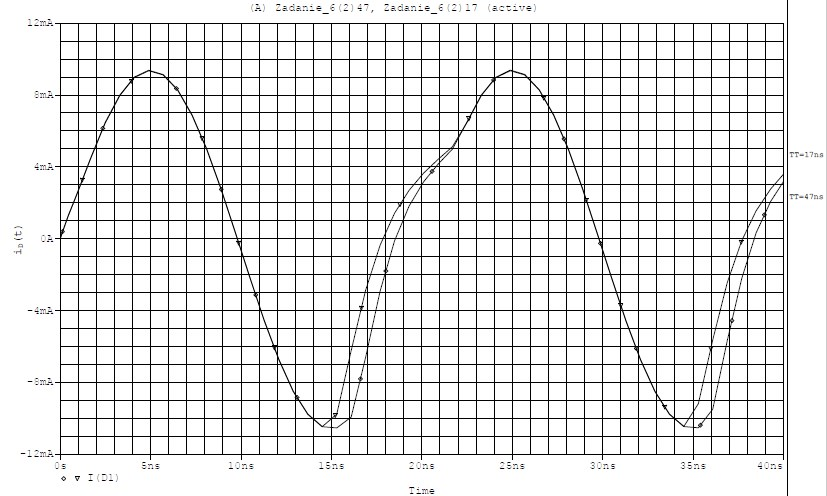 (A) Zadanie_6(2)47, Zadanie_6(2)17 (active)
12mA
8mA
4mA
0A
-4mA
-8mA
-12mA
i_D(t)
TT=17ns
TT=47ns
0s 5ns 10ns 15ns 20ns 25ns 30ns 35ns 40ns
I(D1)
Time